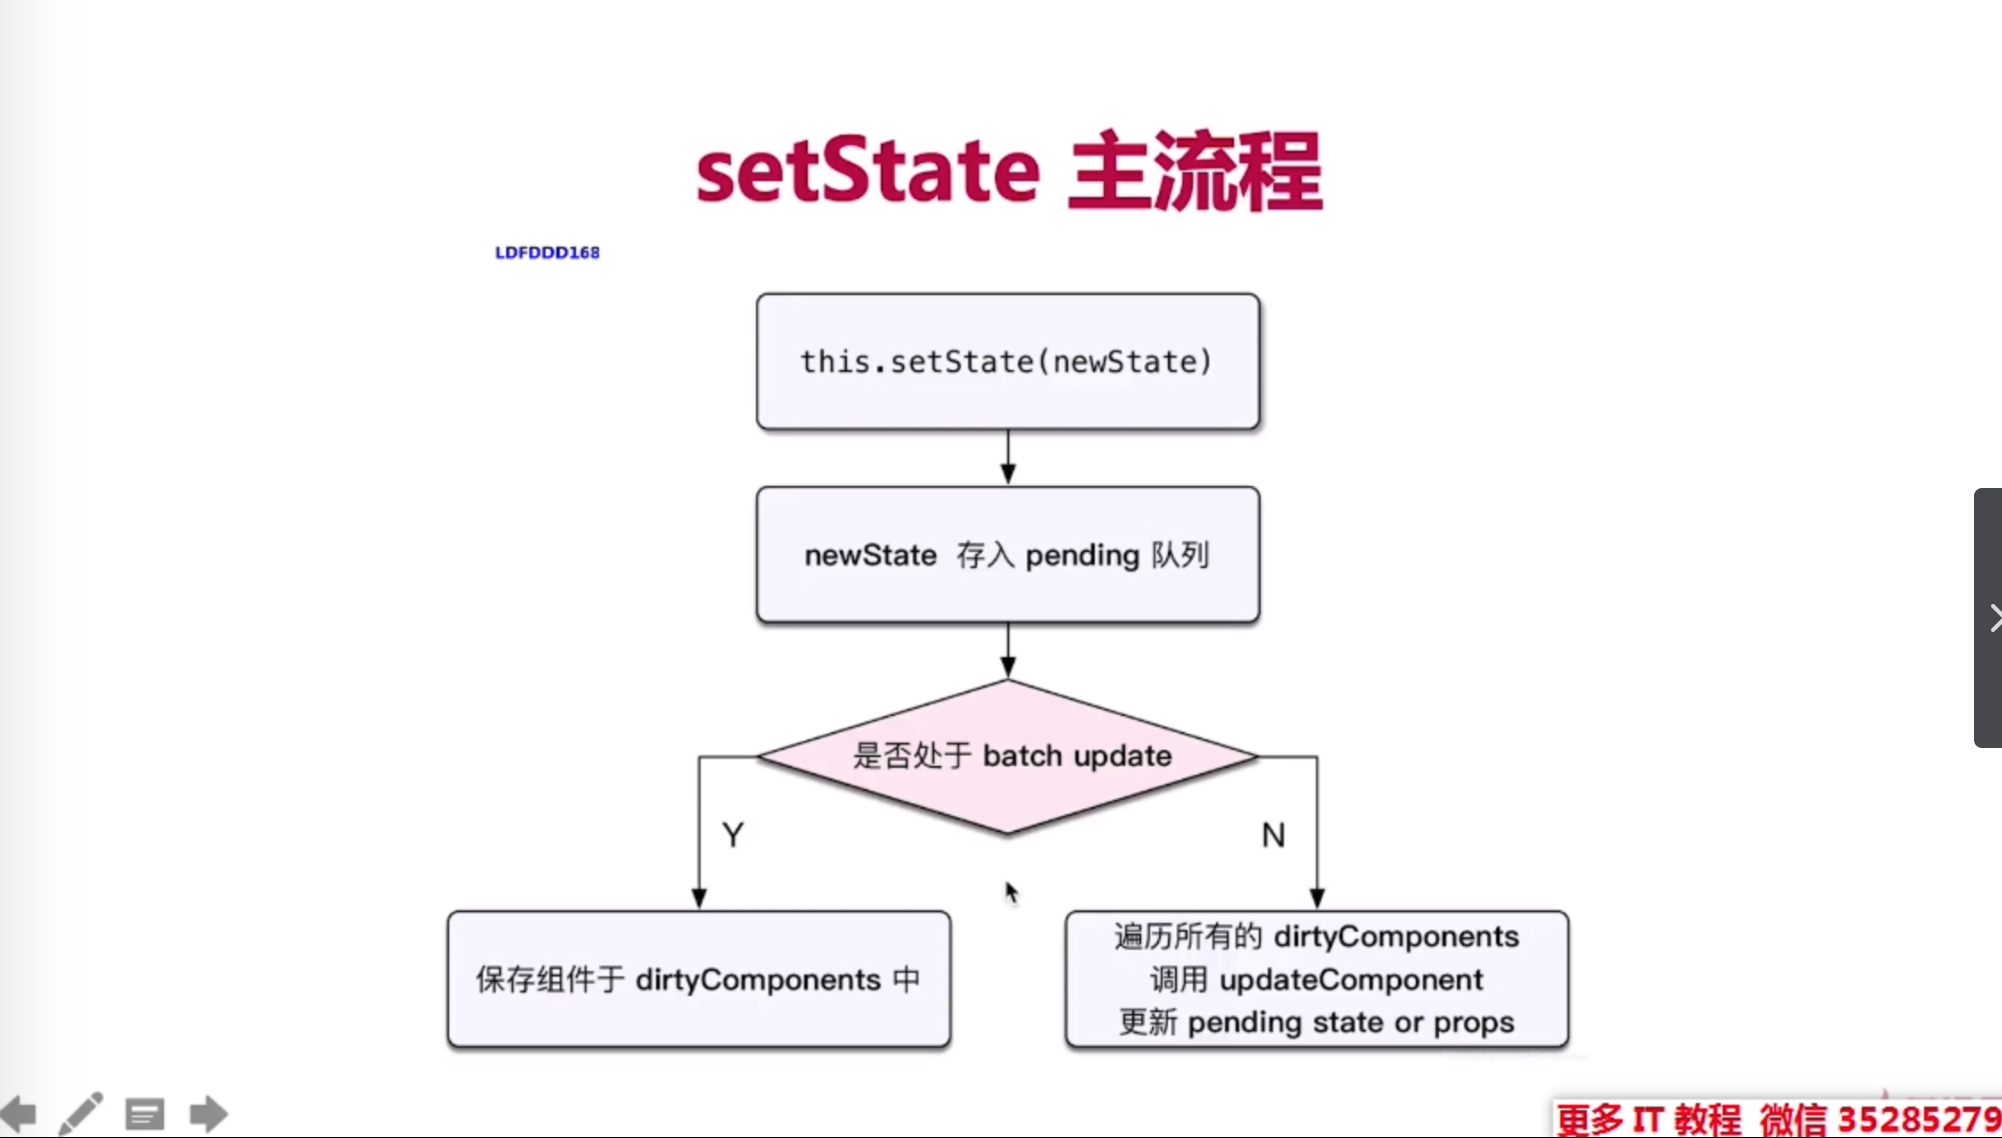 setState 主流程
LDFDDD168
this.setState(newState)
newState 存入 pending 队列
是否处于 batch update
Y
N
保存组件于 dirtyComponents 中
遍历所有的 dirtyComponents
调用 updateComponent
更新 pending state or props
更多 IT 教程 微信 35285279